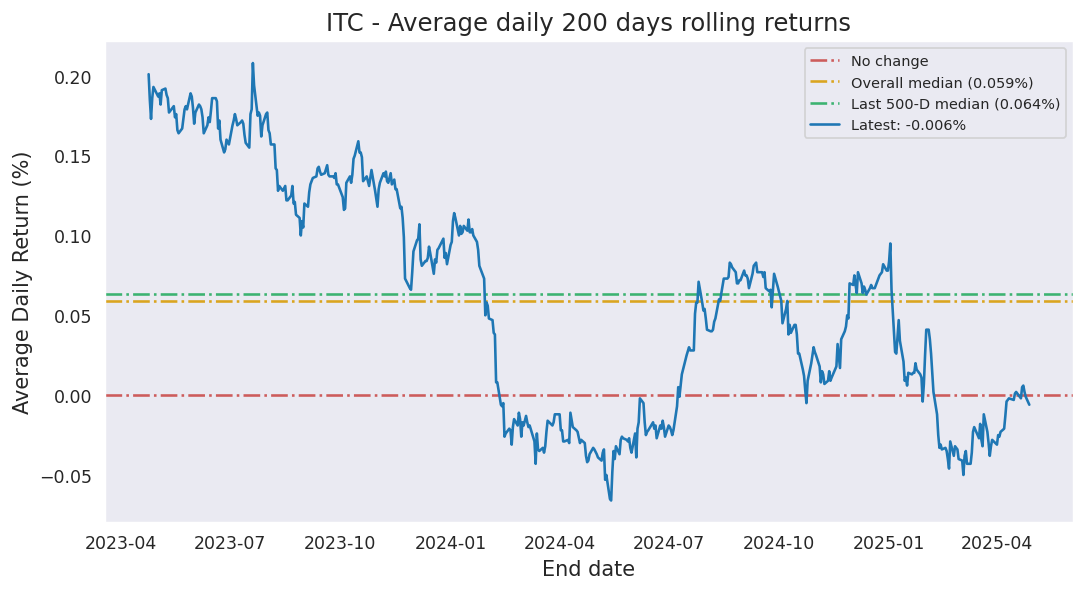 ITC - Average daily 200 days rolling returns
Average Daily Return (%)
0.20
0.15
0.10
0.05
0.00
−0.05
No change
Overall median (0.059%)
Last 500-D median (0.064%)
Latest: -0.006%
2023-04 2023-07 2023-10 2024-01 2024-04 2024-07 2024-10 2025-01 2025-04
End date